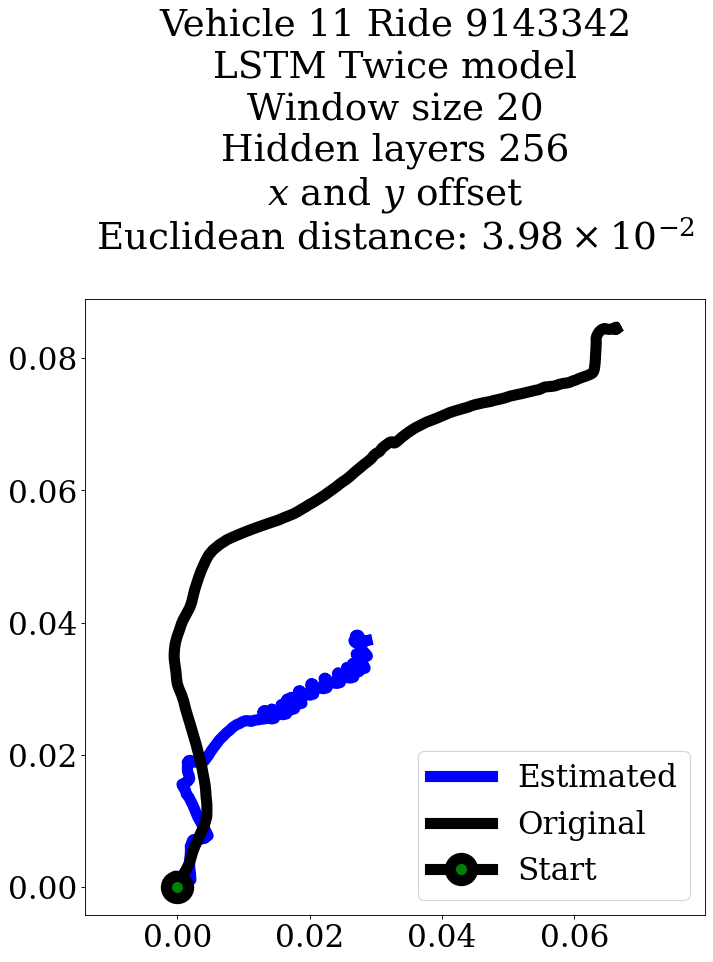 Vehicle 11 Ride 9143342
LSTM Twice model
Window size 20
Hidden layers 256
x and y offset
Euclidean distance: 3.98 × 10⁻²
0.08
0.06
0.04
0.02
0.00
Estimated
Original
Start
0.00 0.02 0.04 0.06